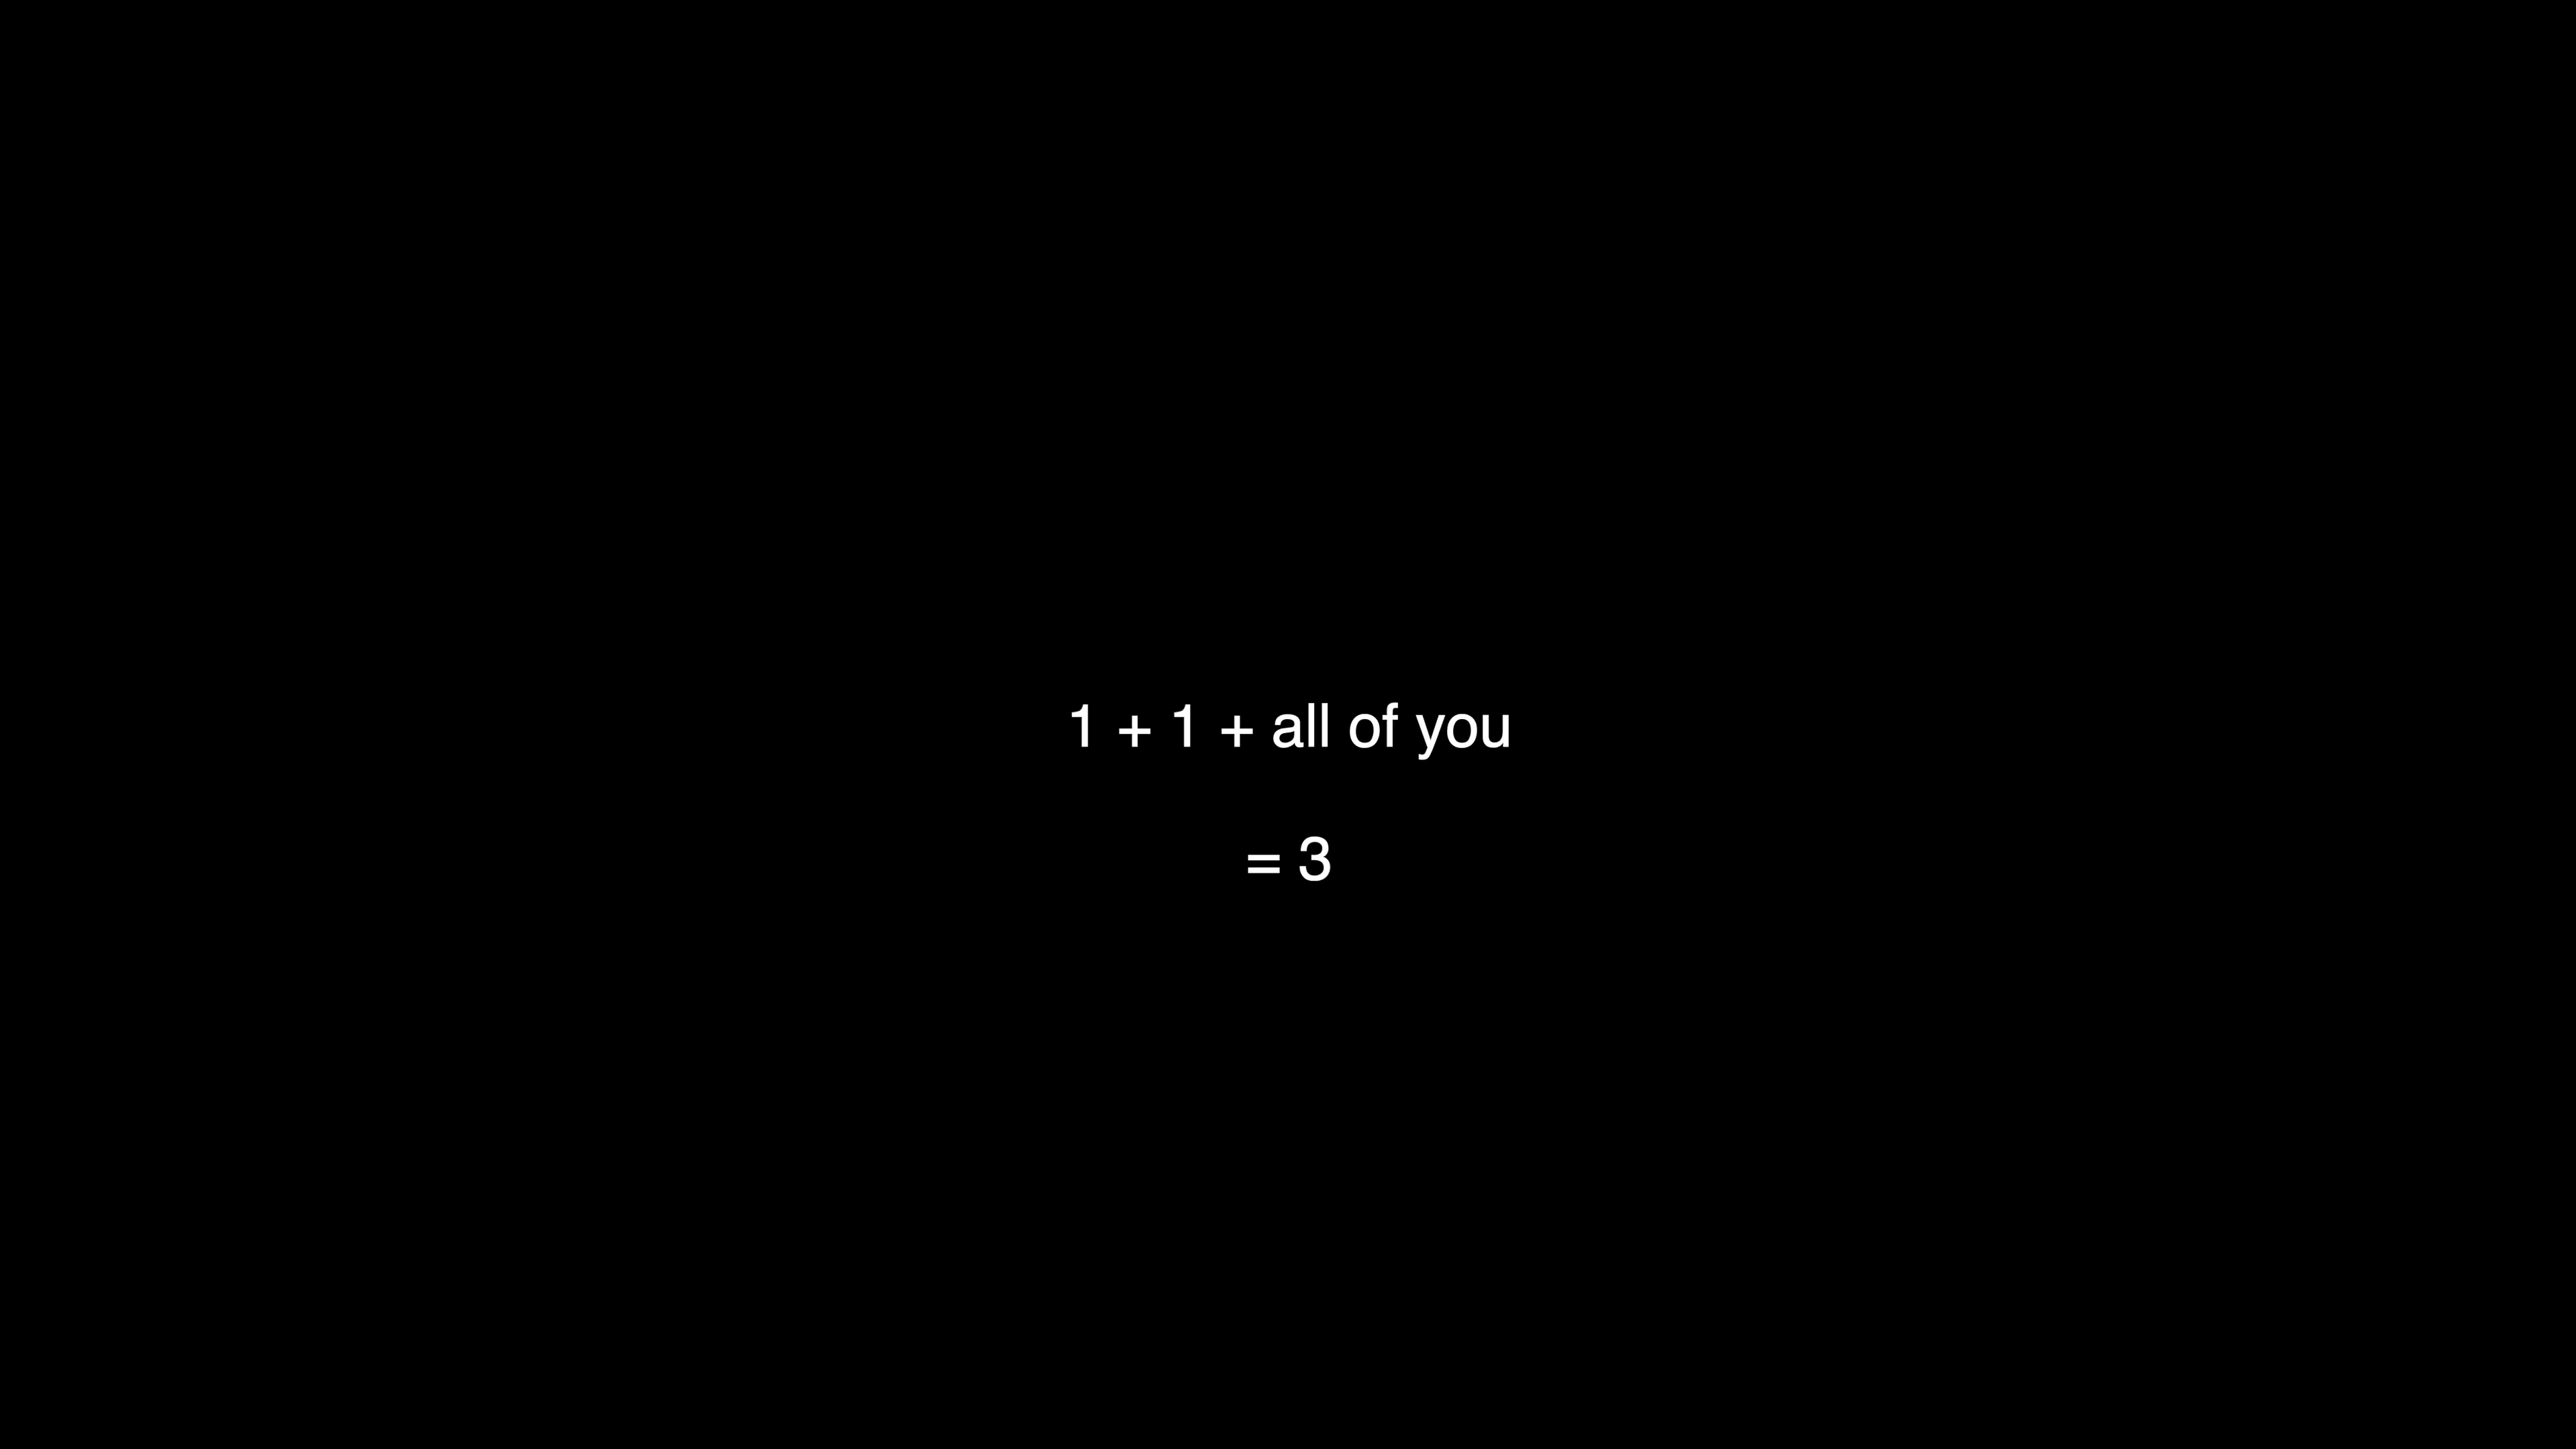 1 + 1 + all of you
= 3